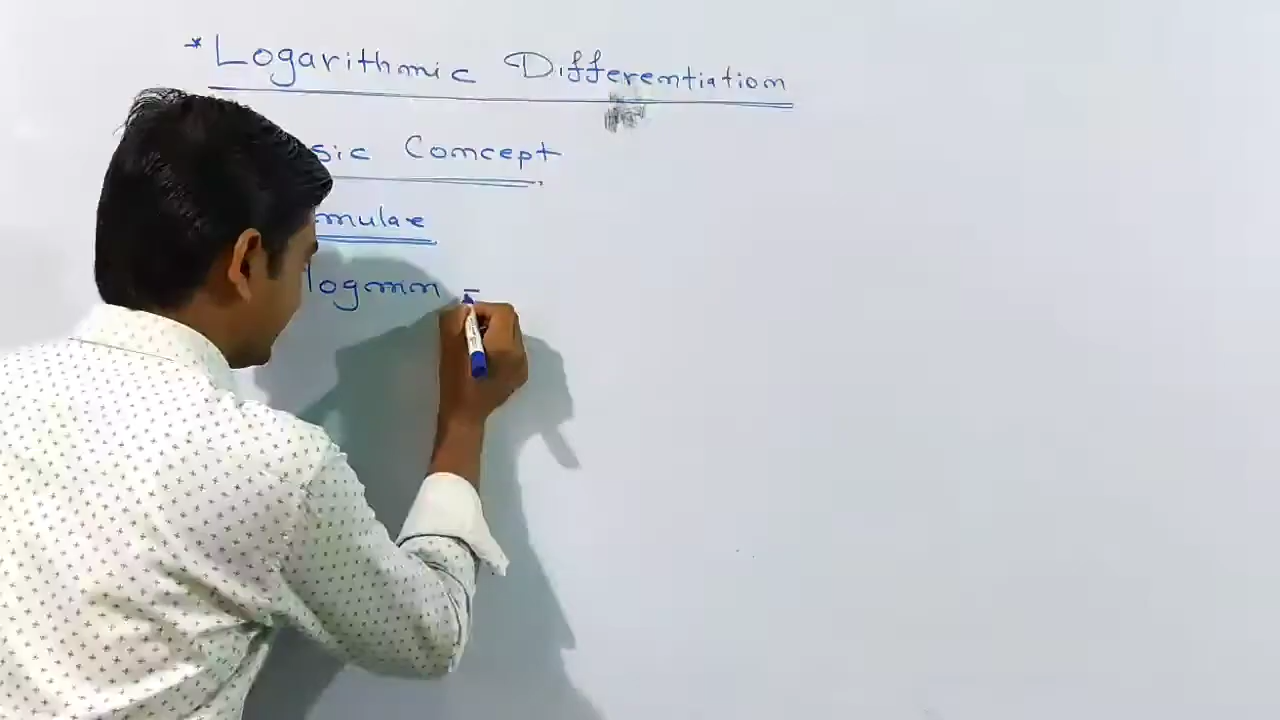 * Logarithmic Differentiation
sic Concept
mulae
logmn =